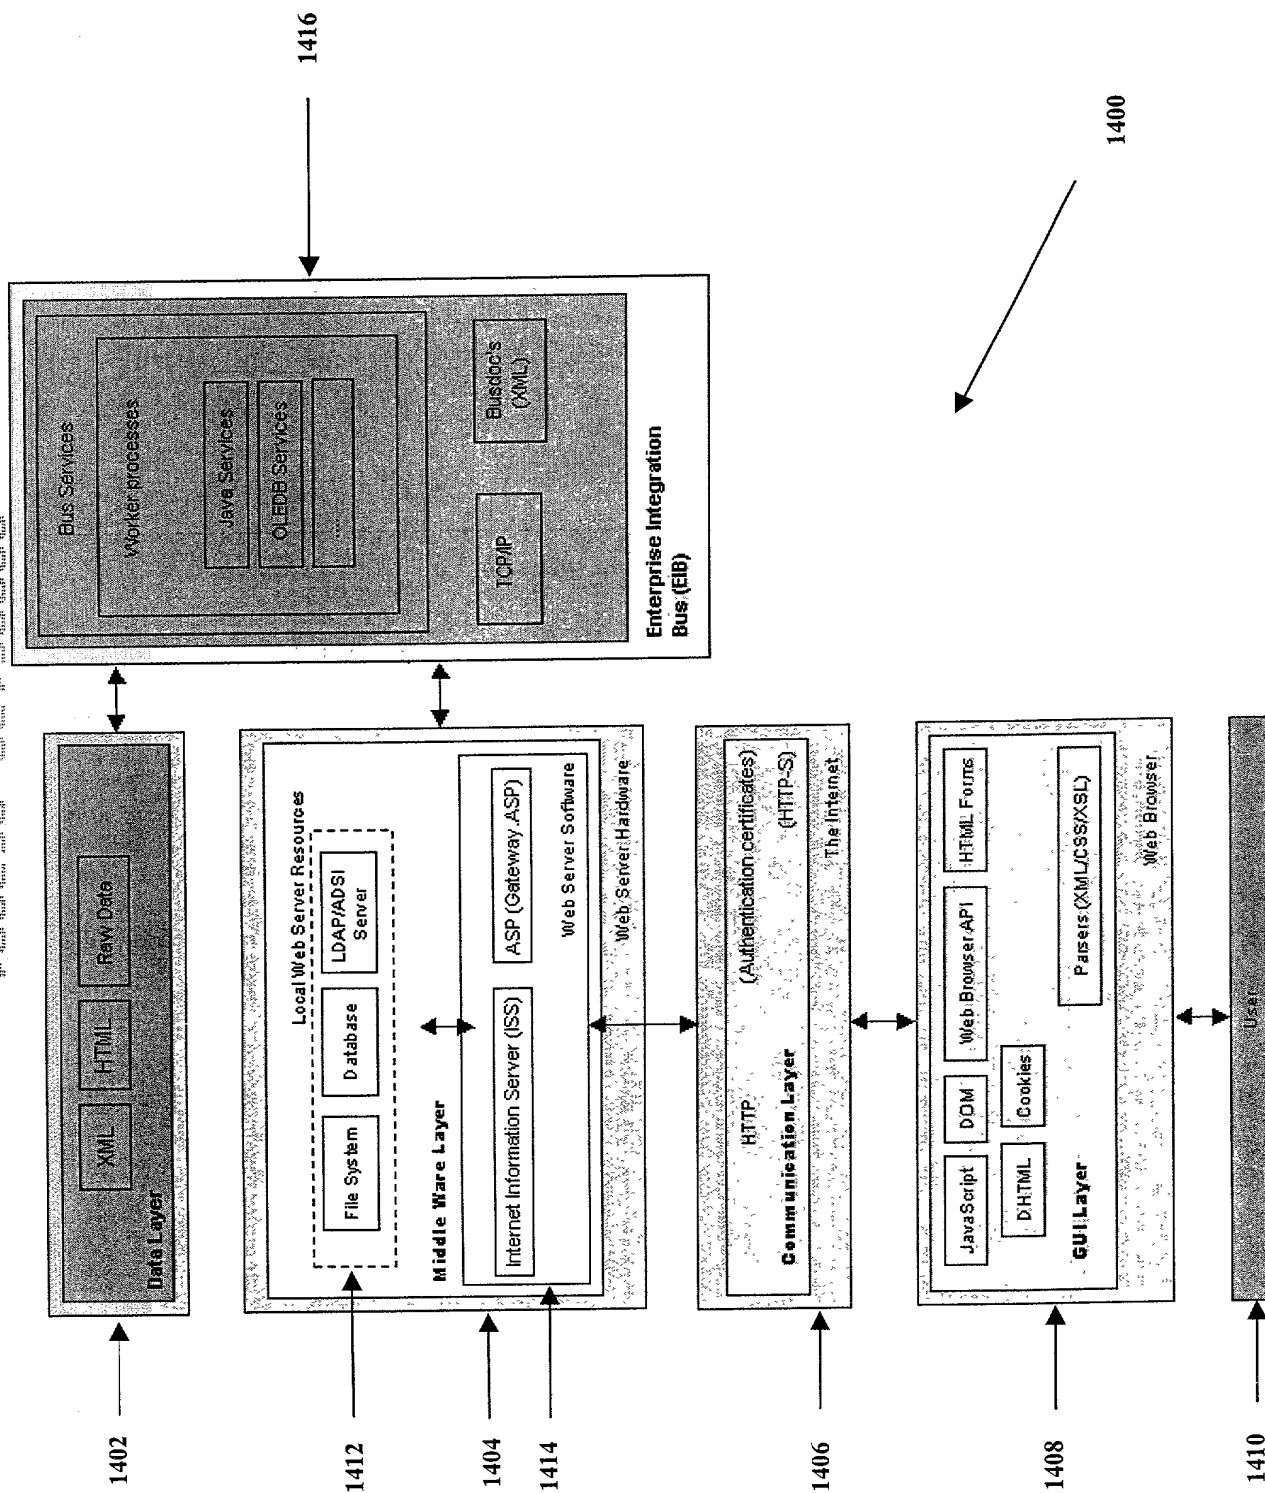 1416
1400
Bus Services
Worker processes
Java Services
OLEDB Services
............
TCP/IP
Busdoc's
(XML)
Enterprise Integration
Bus (EIB)
XML
HTML
Raw Data
Data Layer
Local Web Server Resources
File System
Database
LDAP/ADSI
Server
Middle Ware Layer
Internet Information Server (ISS)
ASP (Gateway.ASP)
Web Server Software
Web Server Hardware
HTTP
(Authentication certificates)
Communication Layer
(HTTP-S)
The Internet
JavaScript
DOM
Web Browser API
HTML Forms
DHTML
Cookies
GUI Layer
Parsers (XML/CSS/XSL)
Web Browser
User
1402
1412
1404
1414
1406
1408
1410